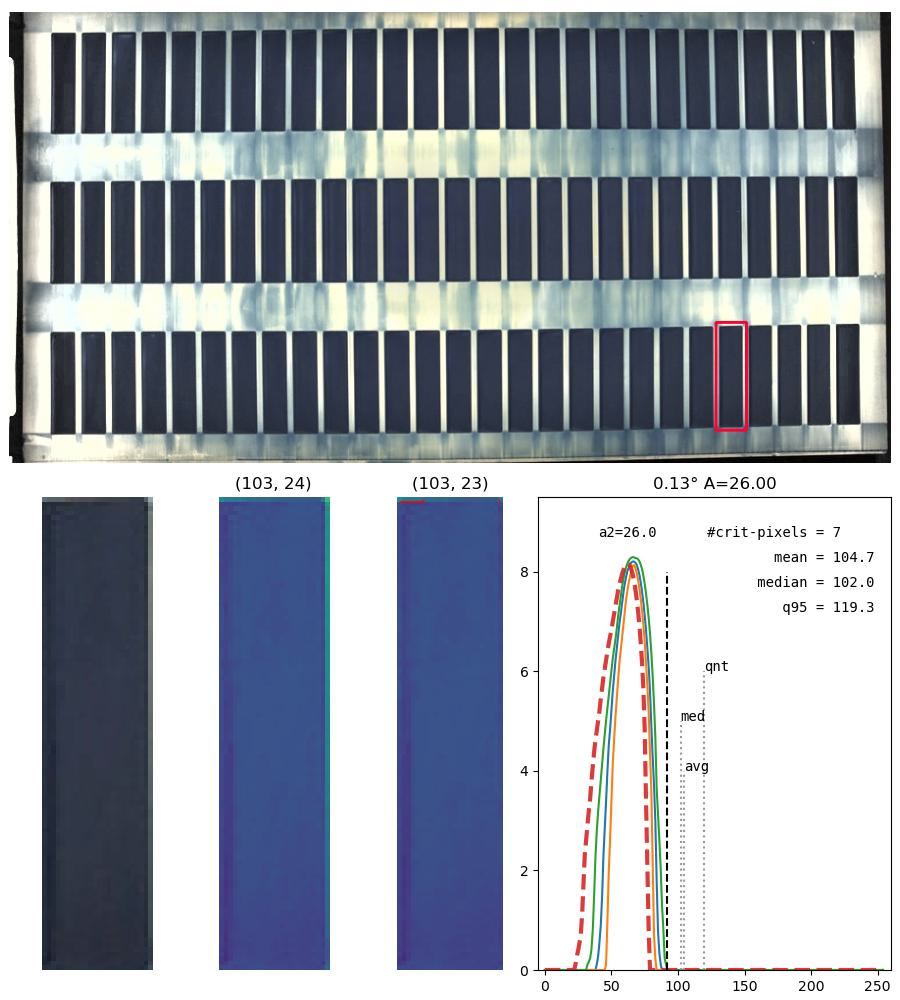 (103, 24)
(103, 23)
0.13° A=26.00
a2=26.0
#crit-pixels = 7
mean = 104.7
median = 102.0
q95 = 119.3
qnt
med
avg
8
6
4
2
0
0 50 100 150 200 250